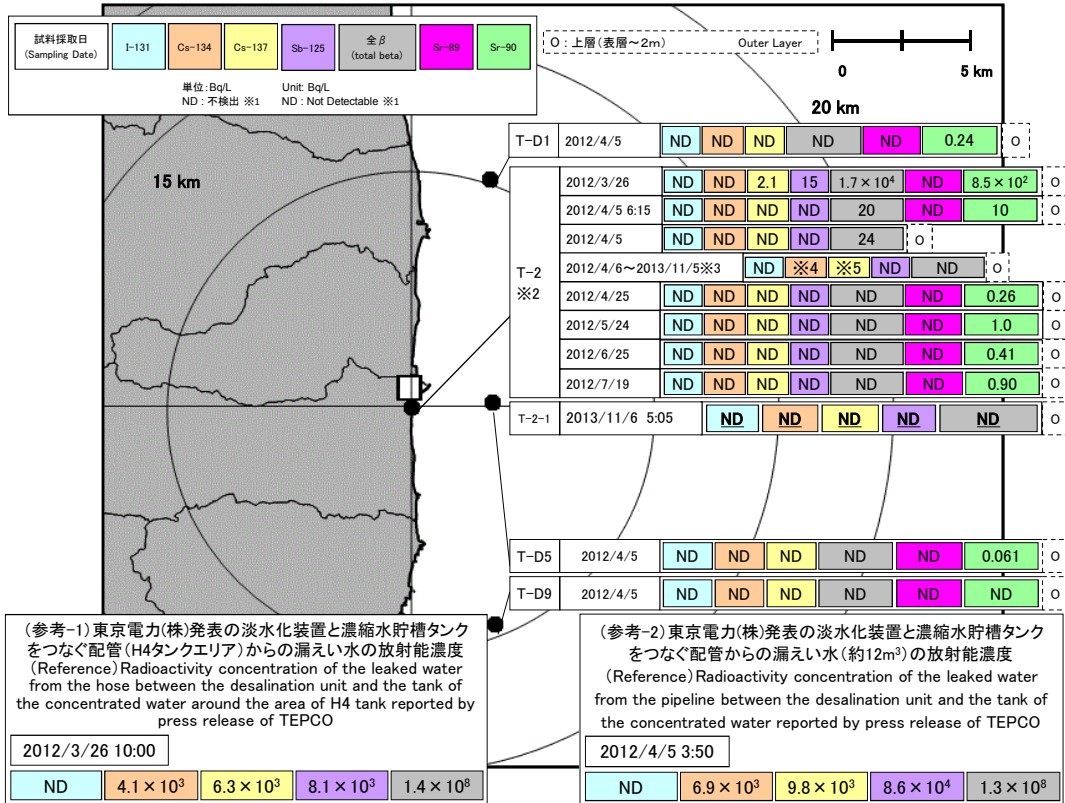 試料採取日
(Sampling Date)
I-131
Cs-134
Cs-137
Sb-125
全β
(total beta)
Sr-89
Sr-90
単位:Bq/L Unit: Bq/L
ND : 不検出 ※1 ND : Not Detectable ※1
O : 上層(表層～2m) Outer Layer
0 5 km
20 km
15 km
T-D1 2012/4/5 ND ND ND ND ND 0.24 O
T-2
※2
2012/3/26 ND ND 2.1 15 1.7×10⁴ ND 8.5×10² O
2012/4/5 6:15 ND ND ND ND 20 ND 10 O
2012/4/5 ND ND ND ND 24 O
2012/4/6～2013/11/5※3 ND ※4 ※5 ND ND O
2012/4/25 ND ND ND ND ND ND 0.26 O
2012/5/24 ND ND ND ND ND ND 1.0 O
2012/6/25 ND ND ND ND ND ND 0.41 O
2012/7/19 ND ND ND ND ND ND 0.90 O
T-2-1 2013/11/6 5:05 ND ND ND ND ND O
T-D5 2012/4/5 ND ND ND ND ND 0.061 O
T-D9 2012/4/5 ND ND ND ND ND ND O
(参考-1)東京電力(株)発表の淡水化装置と濃縮水貯槽タンク
をつなぐ配管(H4タンクエリア)からの漏えい水の放射能濃度
(Reference)Radioactivity concentration of the leaked water
from the hose between the desalination unit and the tank of
the concentrated water around the area of H4 tank reported by
press release of TEPCO
2012/3/26 10:00
ND 4.1×10³ 6.3×10³ 8.1×10³ 1.4×10⁸
(参考-2)東京電力(株)発表の淡水化装置と濃縮水貯槽タンク
をつなぐ配管からの漏えい水(約12m³)の放射能濃度
(Reference)Radioactivity concentration of the leaked water
from the pipeline between the desalination unit and the tank of
the concentrated water reported by press release of TEPCO
2012/4/5 3:50
ND 6.9×10³ 9.8×10³ 8.6×10⁴ 1.3×10⁸